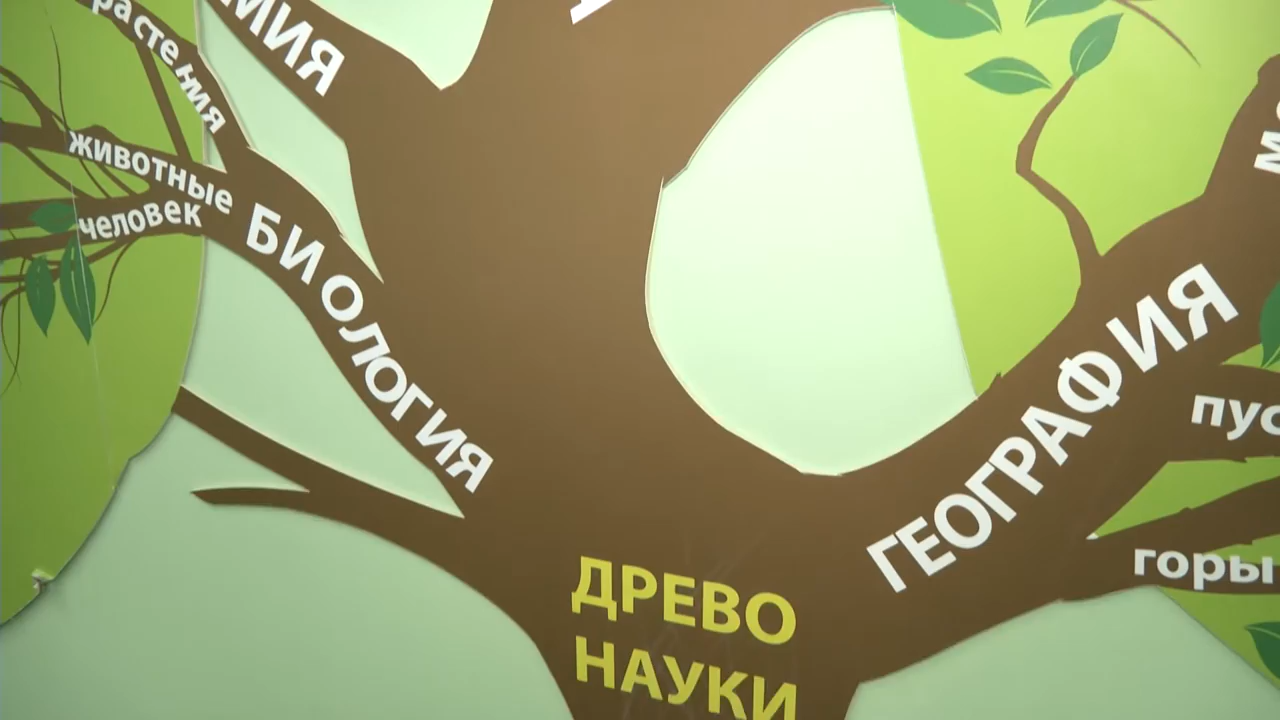 растения
животные
человек
БИОЛОГИЯ
ГЕОГРАФИЯ
горы
ДРЕВО
НАУКИ